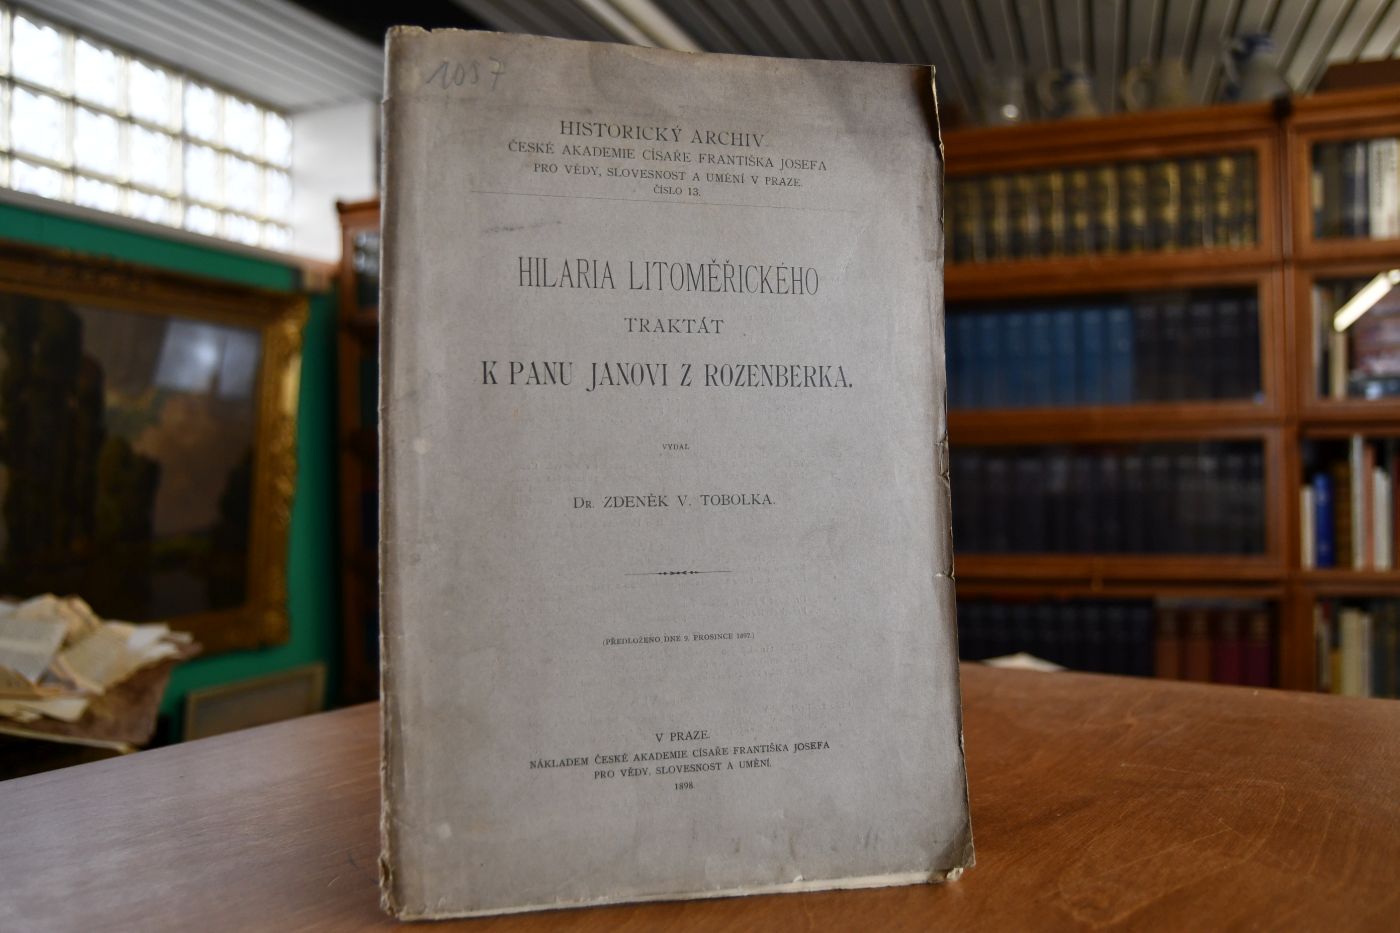 1057
HISTORICKÝ ARCHIV.
ČESKÉ AKADEMIE CÍSAŘE FRANTIŠKA JOSEFA
PRO VĚDY, SLOVESNOST A UMĚNÍ V PRAZE.
ČÍSLO 13.
HILARIA LITOMĚŘICKÉHO
TRAKTÁT
K PANU JANOVI Z ROZENBERKA.
VYDAL
DR. ZDENĚK V. TOBOLKA.
(PŘEDLOŽENO DNE 9. PROSINCE 1897.)
V PRAZE.
NÁKLADEM ČESKÉ AKADEMIE CÍSAŘE FRANTIŠKA JOSEFA
PRO VĚDY, SLOVESNOST A UMĚNÍ.
1898.